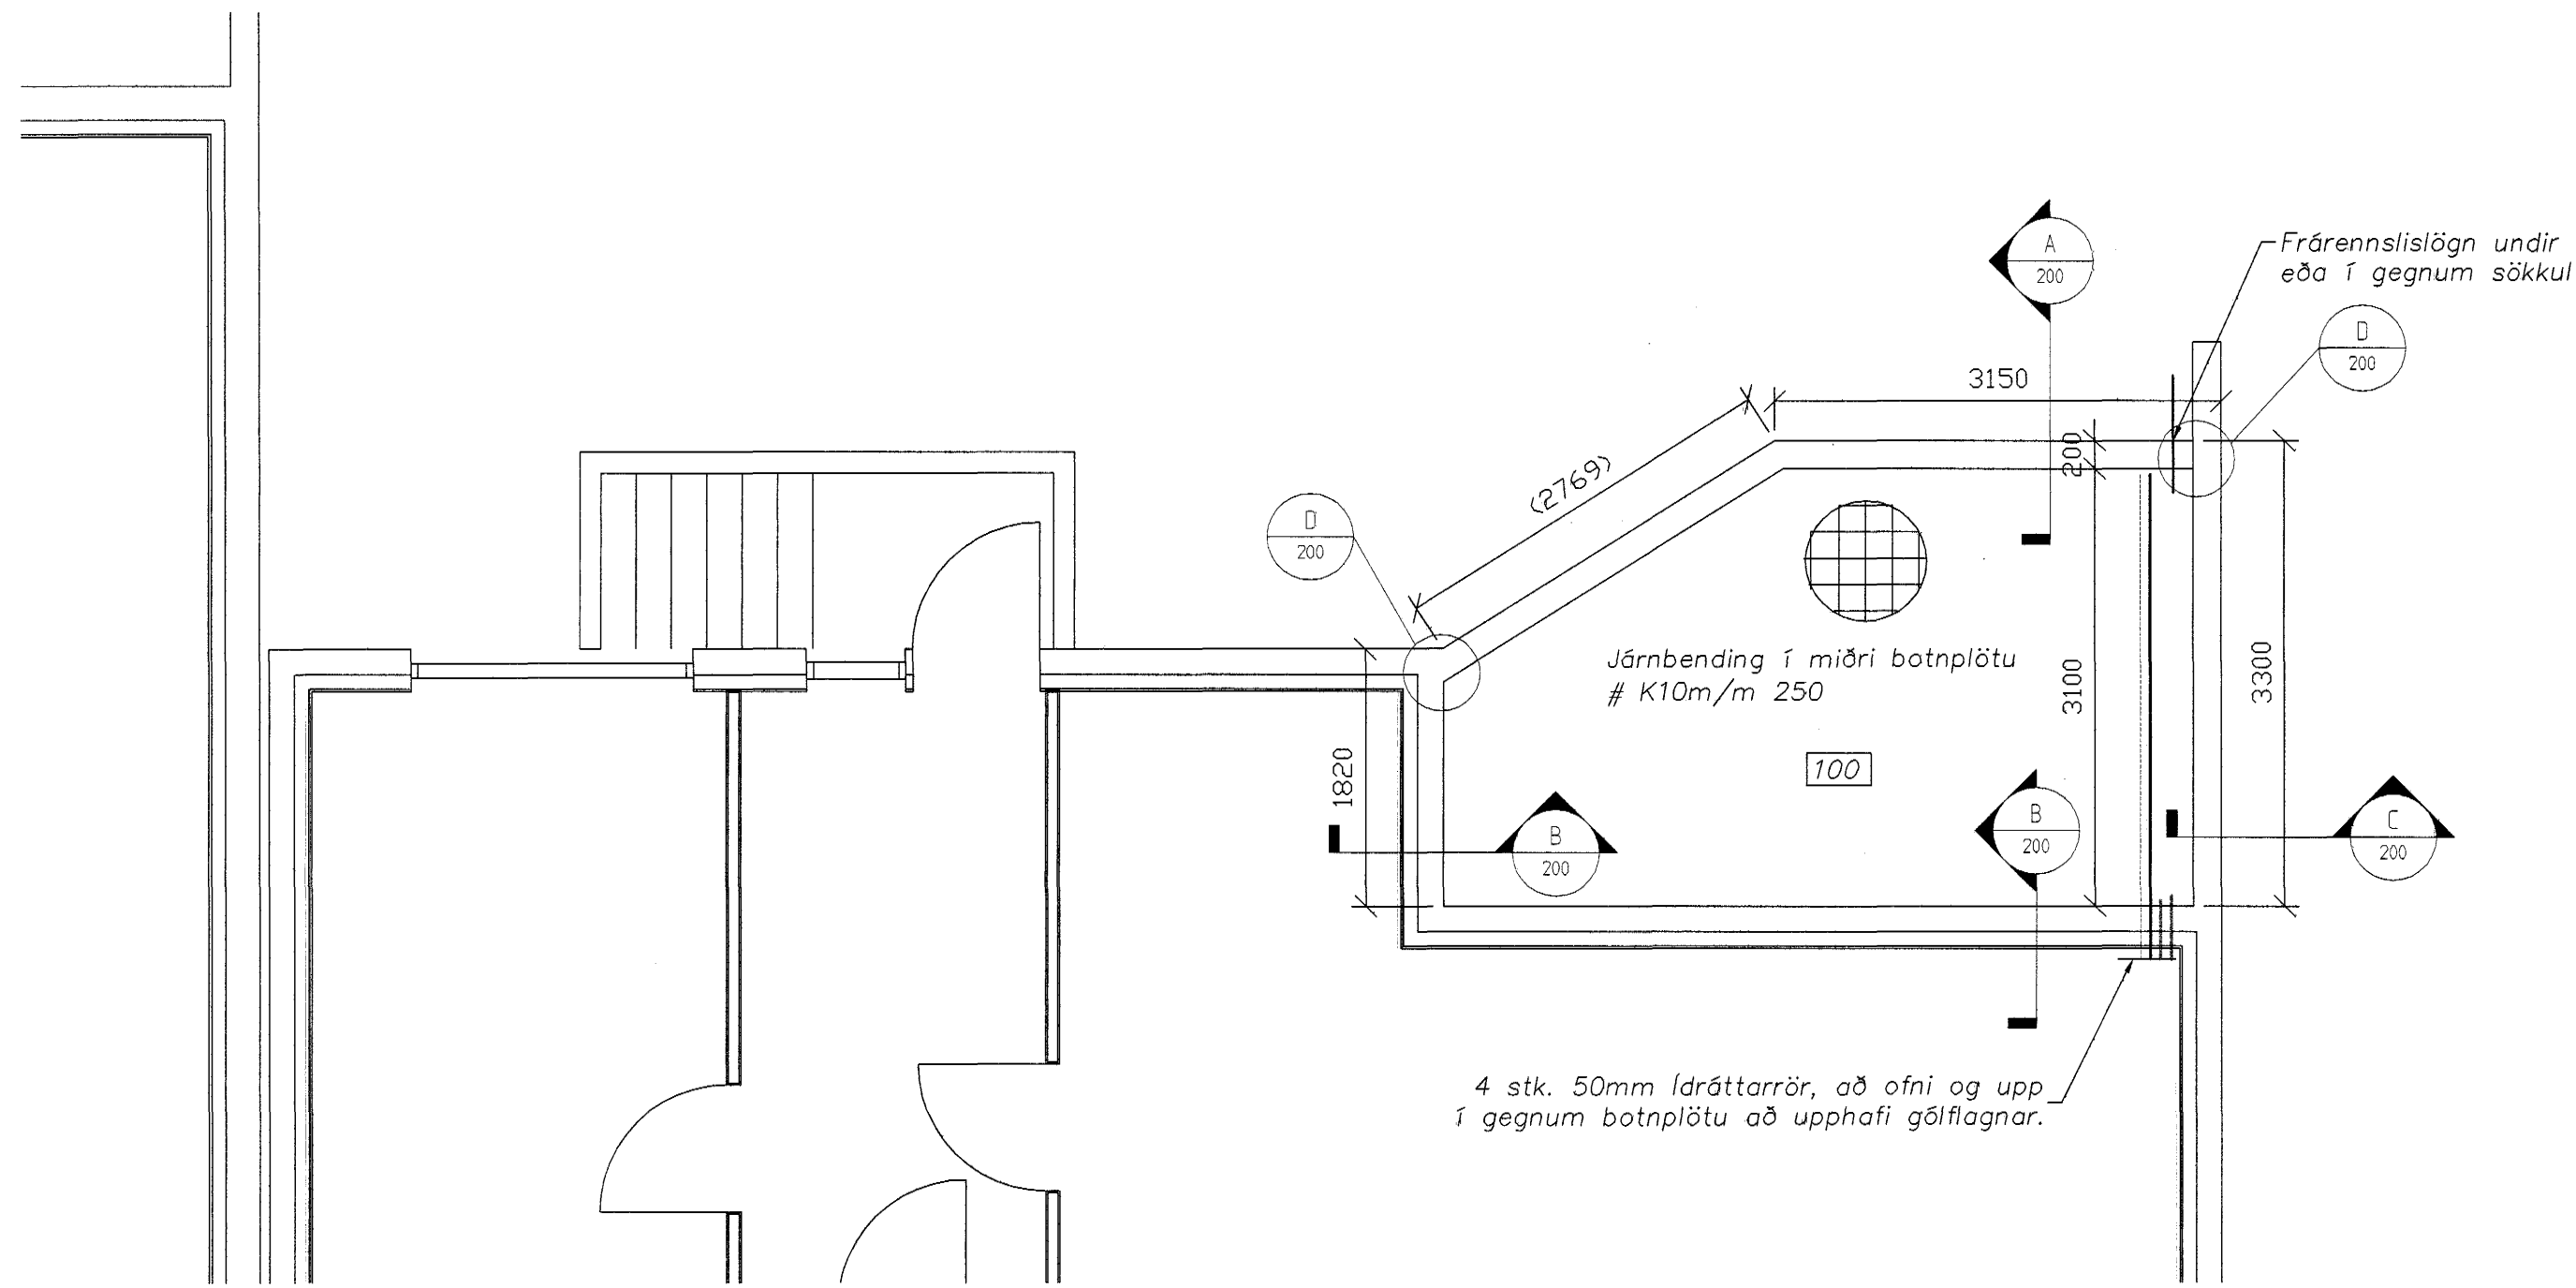 A
200
Frárennslislögn undir
eða í gegnum sökkul
D
200
3150
200
(2769)
D
200
Járnbending í miðri botnplötu
# K10m/m 250
3100
3300
100
1820
B
200
B
200
C
200
4 stk. 50mm Ídráttarrör, að ofni og upp
í gegnum botnplötu að upphafi gólflagnar.